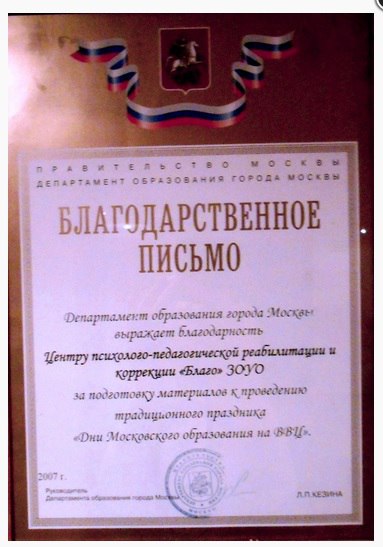 ПРАВИТЕЛЬСТВО МОСКВЫ
ДЕПАРТАМЕНТ ОБРАЗОВАНИЯ ГОРОДА МОСКВЫ
БЛАГОДАРСТВЕННОЕ
ПИСЬМО
Департамент образования города Москвы
выражает благодарность
Центру психолого-педагогической реабилитации и
коррекции «Благо» ЗОУО
за подготовку материалов к проведению
традиционного праздника
«Дни Московского образования на ВВЦ».
2007 г.
Руководитель
Департамента образования города Москвы
Л.П.КЕЗИНА